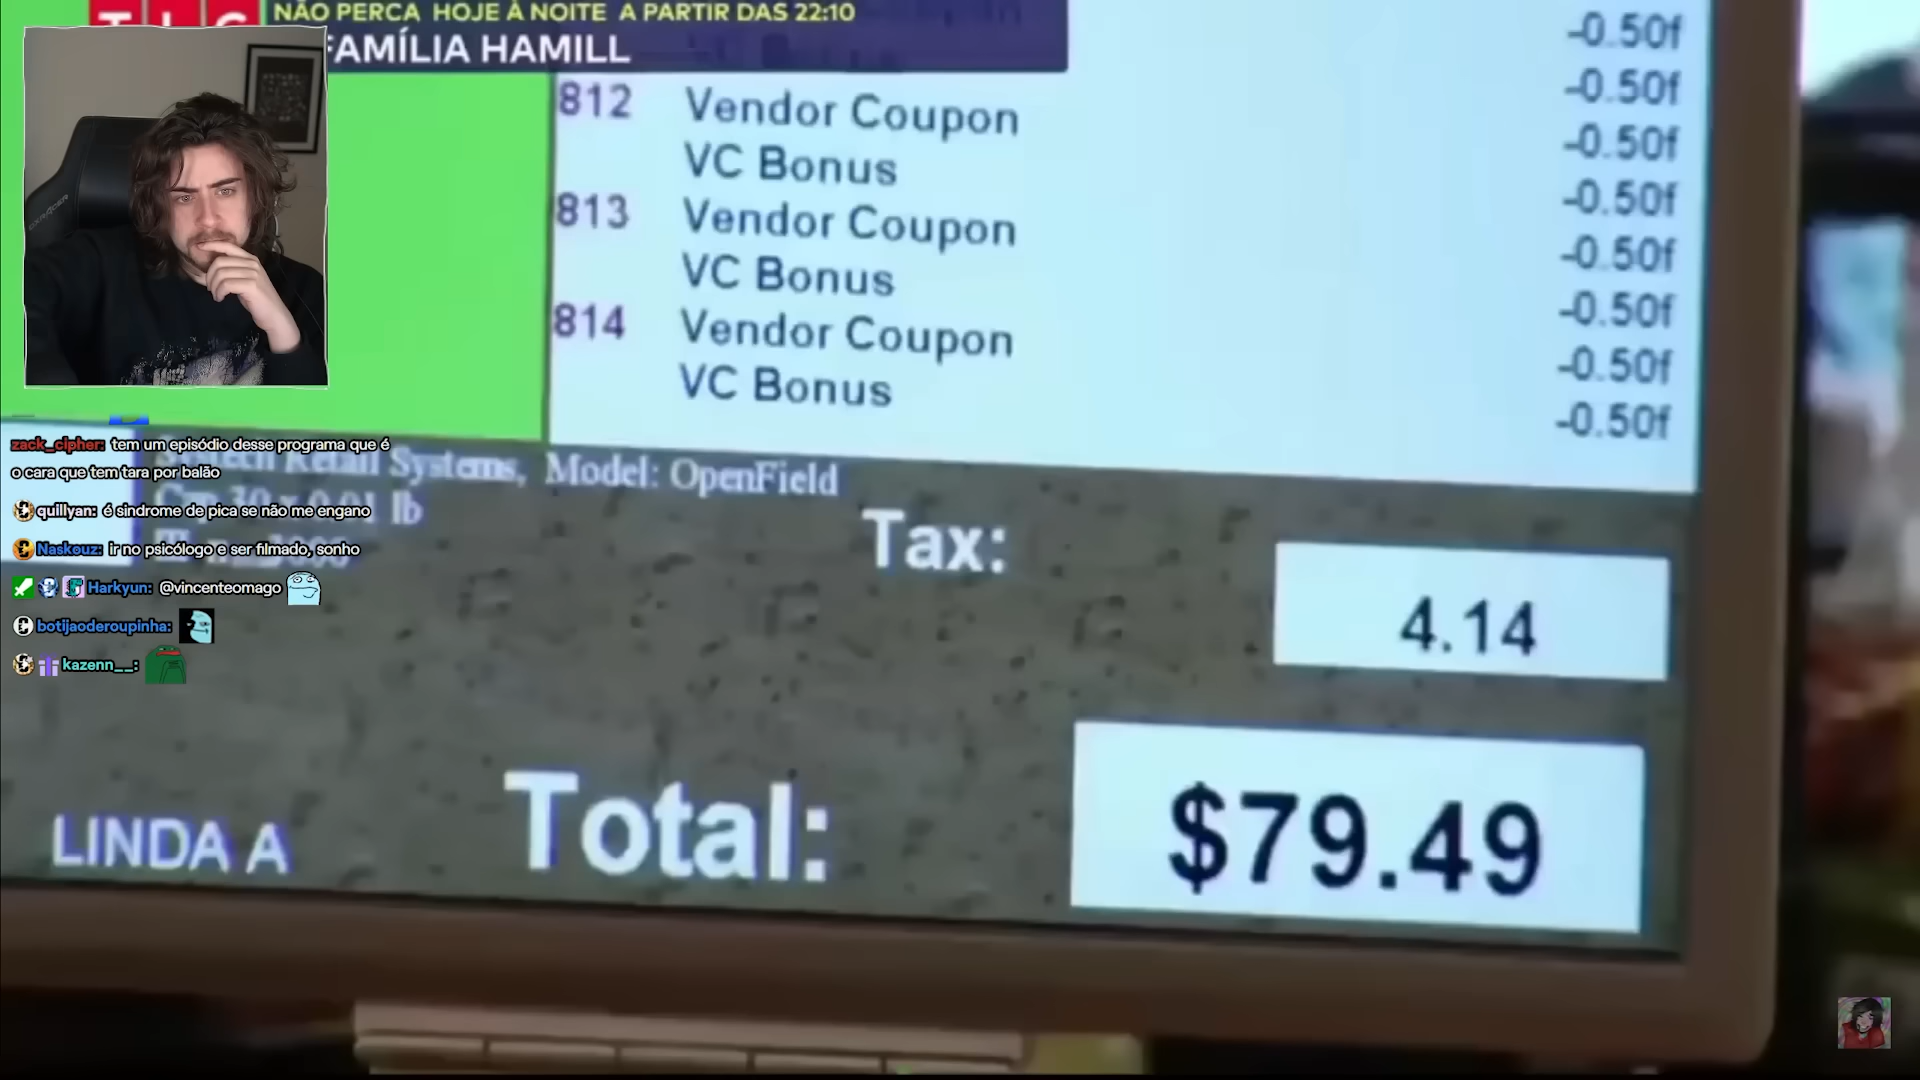 TLC
NÃO PERCA HOJE À NOITE A PARTIR DAS 22:10
FAMÍLIA HAMILL
-0.50f
-0.50f
812 Vendor Coupon -0.50f
VC Bonus -0.50f
813 Vendor Coupon -0.50f
VC Bonus -0.50f
814 Vendor Coupon -0.50f
VC Bonus -0.50f
zack_cipher: tem um episódio desse programa que é
o cara que tem tara por balão
quillyan: é sindrome de pica se não me engano
Naskouz: ir no psicólogo e ser filmado, sonho
Harkyun: @vincenteomago
botijaoderoupinha:
kazenn__:
Retail Systems, Model: OpenField
30 x 0.01 lb
Tax:
4.14
LINDA A
Total:
$79.49